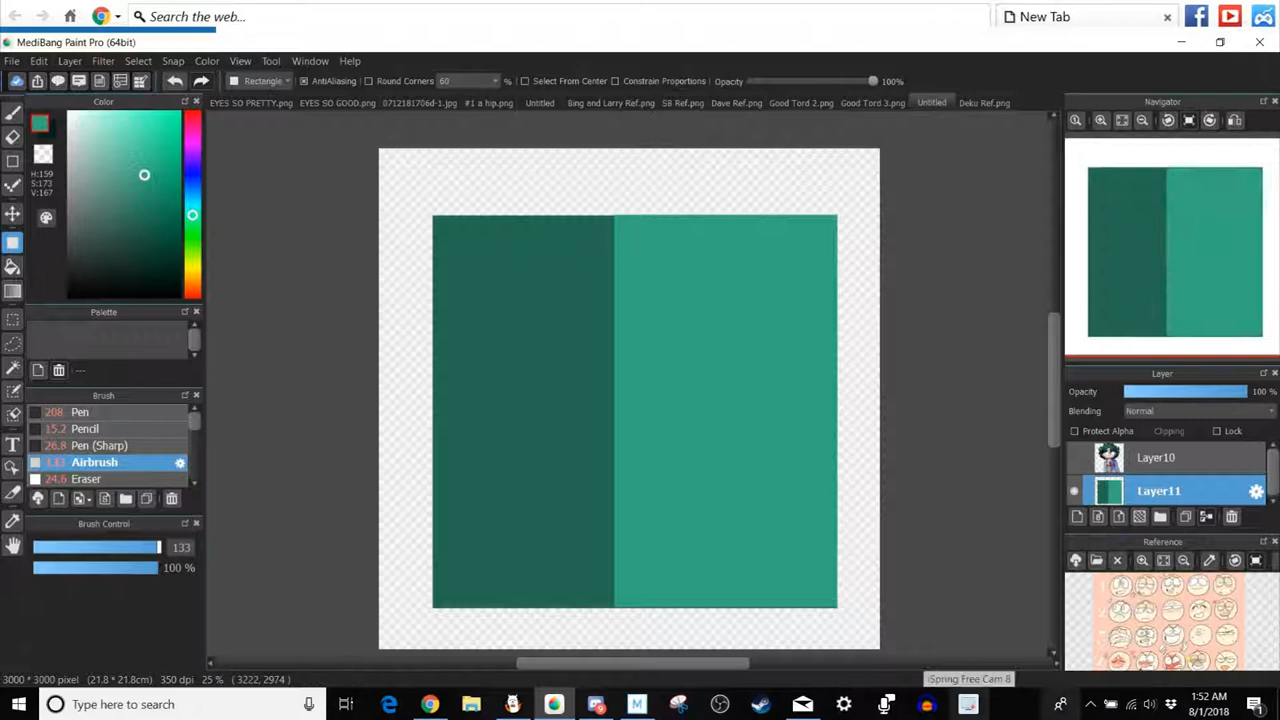 Search the web...
New Tab
MediBang Paint Pro (64bit)
File Edit Layer Filter Select Snap Color View Tool Window Help
Rectangle AntiAliasing Round Corners 60 % Select From Center Constrain Proportions Opacity 100%
Color
EYES SO PRETTY.png EYES SO GOOD.png 0712181706d-1.jpg #1 a hip.png Untitled Bing and Larry Ref.png SB Ref.png Dave Ref.png Good Tord 2.png Good Tord 3.png Untitled Deku Ref.png
Navigator
H:159
S:173
V:167
Palette
---
Brush
208 Pen
15.2 Pencil
26.8 Pen (Sharp)
133 Airbrush
24.6 Eraser
Brush Control
133
100 %
Layer
Opacity 100 %
Blending Normal
Protect Alpha Clipping Lock
Layer10
Layer11
Reference
3000 * 3000 pixel (21.8 * 21.8cm) 350 dpi 25 % ( 3222, 2974 )
iSpring Free Cam 8
Type here to search
M
1:52 AM
8/1/2018